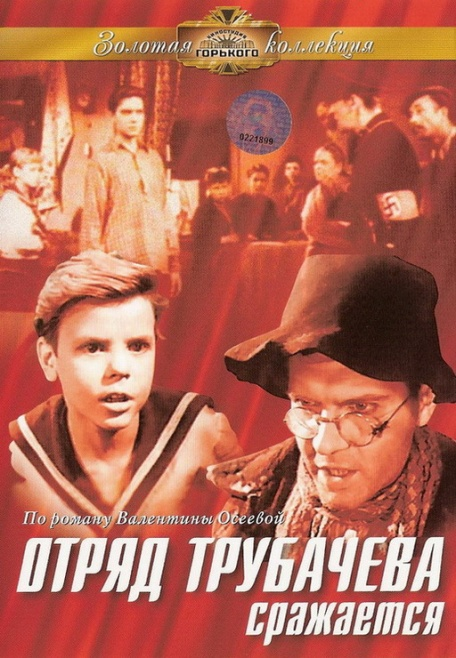 Золотая коллекция
КИНОСТУДИЯ
ГОРЬКОГО
0221899
По роману Валентины Осеевой
ОТРЯД ТРУБАЧЕВА
сражается